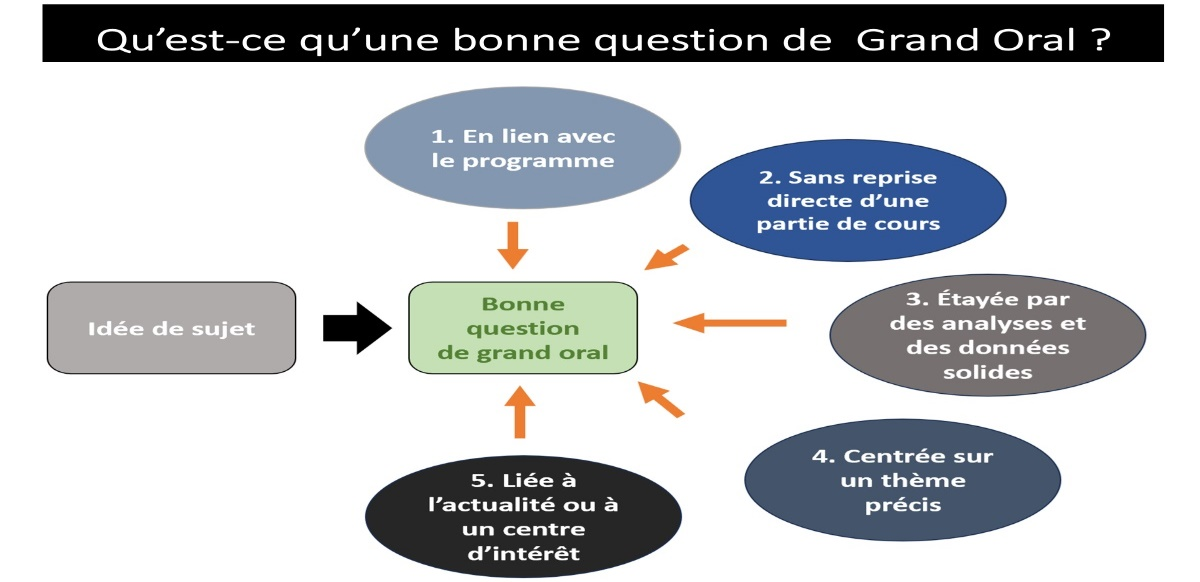 Qu'est-ce qu'une bonne question de Grand Oral ?
1. En lien avec
le programme
2. Sans reprise
directe d'une
partie de cours
3. Étayée par
des analyses et
des données
solides
Idée de sujet
Bonne
question
de grand oral
4. Centrée sur
un thème
précis
5. Liée à
l'actualité ou à
un centre
d'intérêt